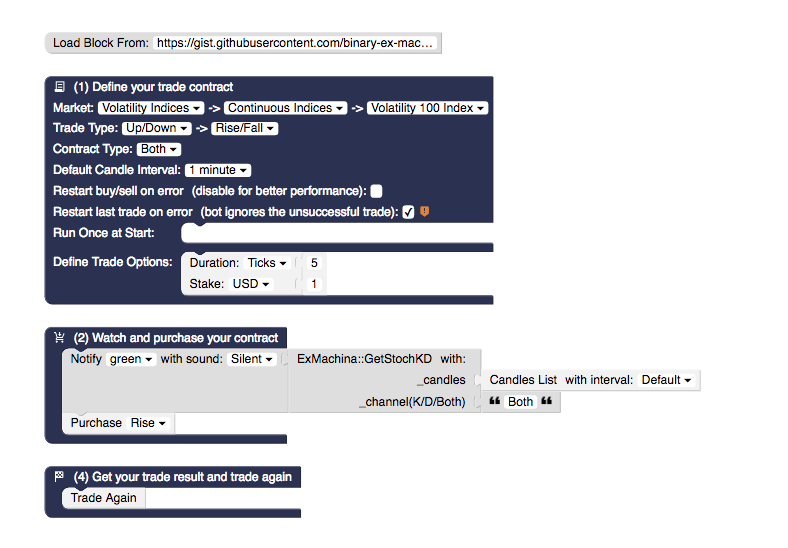 Load Block From: https://gist.githubusercontent.com/binary-ex-mac...
(1) Define your trade contract
Market: Volatility Indices -> Continuous Indices -> Volatility 100 Index
Trade Type: Up/Down -> Rise/Fall
Contract Type: Both
Default Candle Interval: 1 minute
Restart buy/sell on error (disable for better performance):
Restart last trade on error (bot ignores the unsuccessful trade):
Run Once at Start:
Define Trade Options: Duration: Ticks 5
Stake: USD 1
(2) Watch and purchase your contract
Notify green with sound: Silent ExMachina::GetStochKD with:
_candles Candles List with interval: Default
_channel(K/D/Both) “ Both ”
Purchase Rise
(4) Get your trade result and trade again
Trade Again